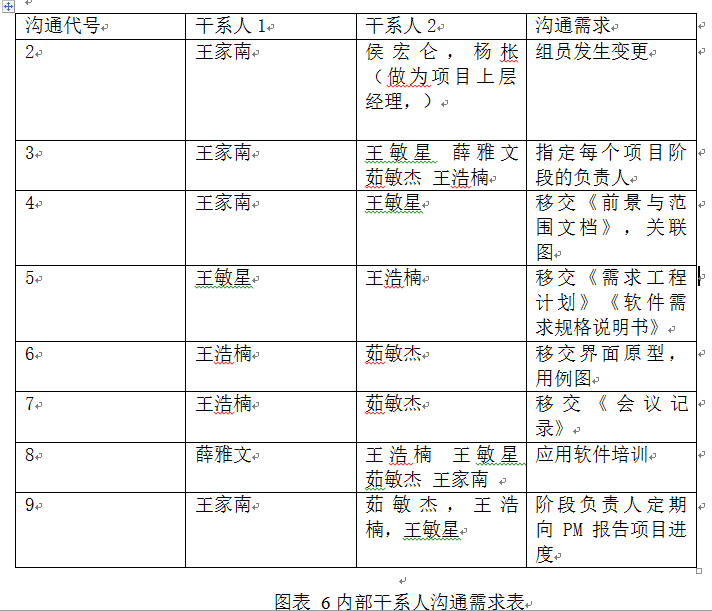 沟通代号 干系人 1 干系人 2 沟通需求
2 王家南 侯宏仑，杨枨 组员发生变更
（做为项目上层
经理，）
3 王家南 王敏星 薛雅文 指定每个项目阶
茹敏杰 王浩楠 段的负责人
4 王家南 王敏星 移交《前景与范
围文档》，关联
图
5 王敏星 王浩楠 移交《需求工程
计划》《软件需
求规格说明书》
6 王浩楠 茹敏杰 移交界面原型，
用例图
7 王浩楠 茹敏杰 移交《会议记
录》
8 薛雅文 王浩楠 王敏星 应用软件培训
茹敏杰 王家南
9 王家南 茹敏杰，王浩 阶段负责人定期
楠，王敏星 向 PM 报告项目进
度
图表 6 内部干系人沟通需求表